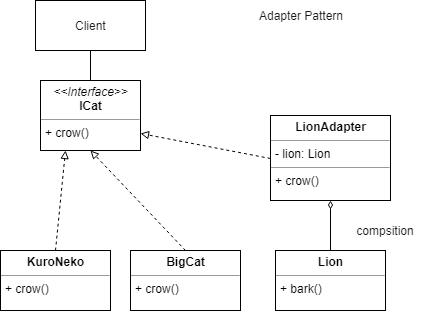 Client
Adapter Pattern
<<Interface>>
ICat
+ crow()
LionAdapter
- lion: Lion
+ crow()
compsition
KuroNeko
+ crow()
BigCat
+ crow()
Lion
+ bark()